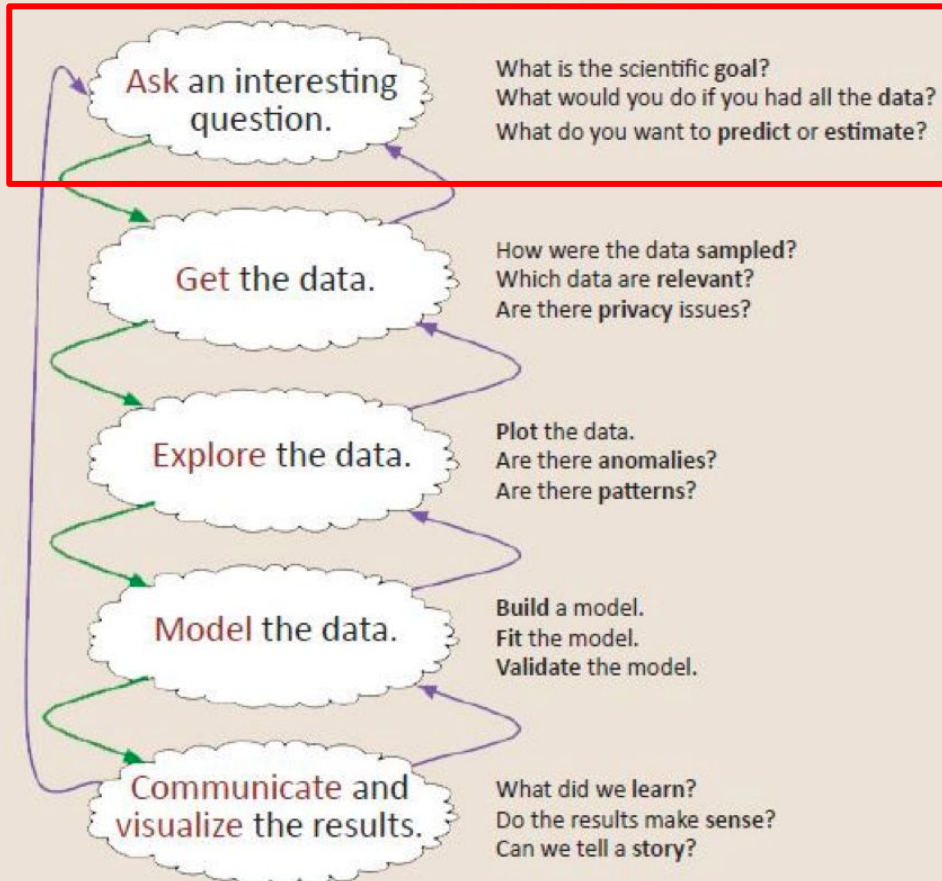 Ask an interesting
question.
What is the scientific goal?
What would you do if you had all the data?
What do you want to predict or estimate?
Get the data.
How were the data sampled?
Which data are relevant?
Are there privacy issues?
Explore the data.
Plot the data.
Are there anomalies?
Are there patterns?
Model the data.
Build a model.
Fit the model.
Validate the model.
Communicate and
visualize the results.
What did we learn?
Do the results make sense?
Can we tell a story?